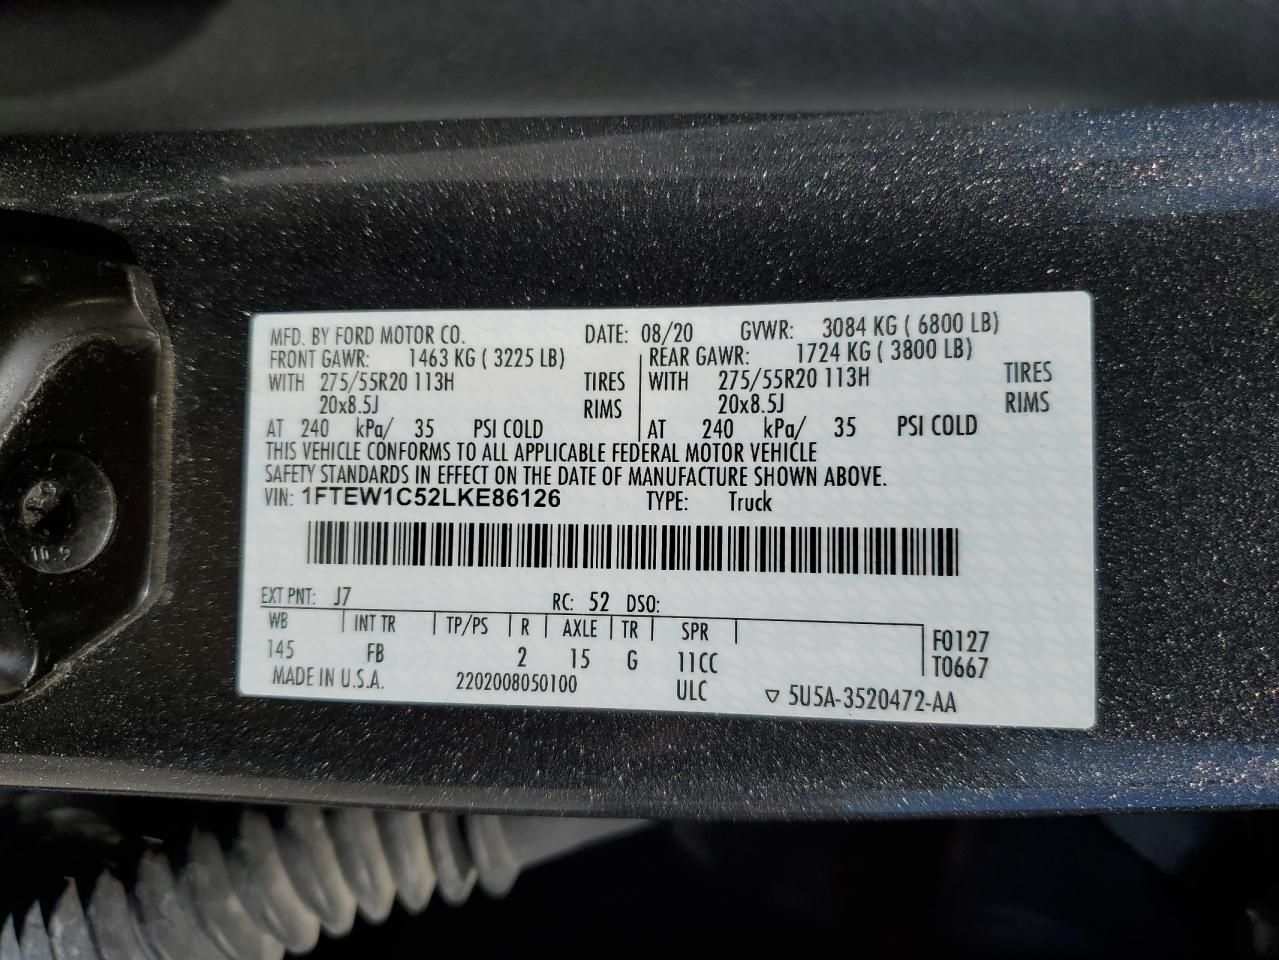 MFD. BY FORD MOTOR CO. DATE: 08/20 GVWR: 3084 KG ( 6800 LB)
FRONT GAWR: 1463 KG ( 3225 LB) REAR GAWR: 1724 KG ( 3800 LB)
WITH 275/55R20 113H TIRES WITH 275/55R20 113H TIRES
20x8.5J RIMS 20x8.5J RIMS
AT 240 kPa/ 35 PSI COLD AT 240 kPa/ 35 PSI COLD
THIS VEHICLE CONFORMS TO ALL APPLICABLE FEDERAL MOTOR VEHICLE
SAFETY STANDARDS IN EFFECT ON THE DATE OF MANUFACTURE SHOWN ABOVE.
VIN: 1FTEW1C52LKE86126 TYPE: Truck
EXT PNT: J7 RC: 52 DSO:
WB INT TR TP/PS R AXLE TR SPR F0127
145 FB 2 15 G 11CC T0667
MADE IN U.S.A. 2202008050100 ULC ▽ 5U5A-3520472-AA
10.9